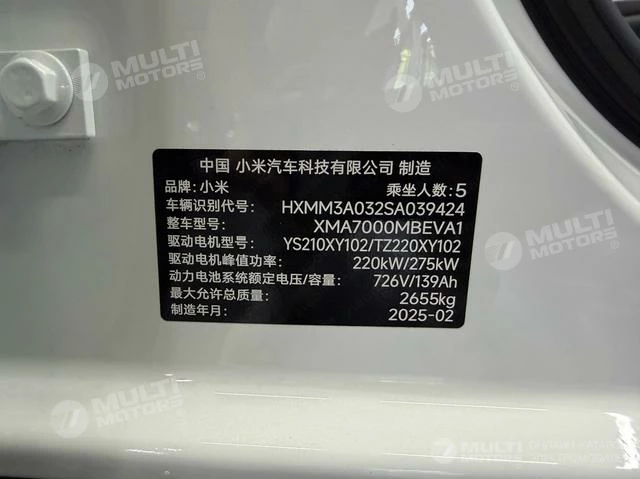 MULTI
MOTORS
MULTI
MOTORS
中国 小米汽车科技有限公司 制造
品牌:小米 乘坐人数:5
车辆识别代号: HXMM3A032SA039424
整车型号: XMA7000MBEVA1
驱动电机型号: YS210XY102/TZ220XY102
驱动电机峰值功率: 220kW/275kW
动力电池系统额定电压/容量: 726V/139Ah
最大允许总质量: 2655kg
制造年月: 2025-02
MULTI
MOTORS
MULTI
MOTORS